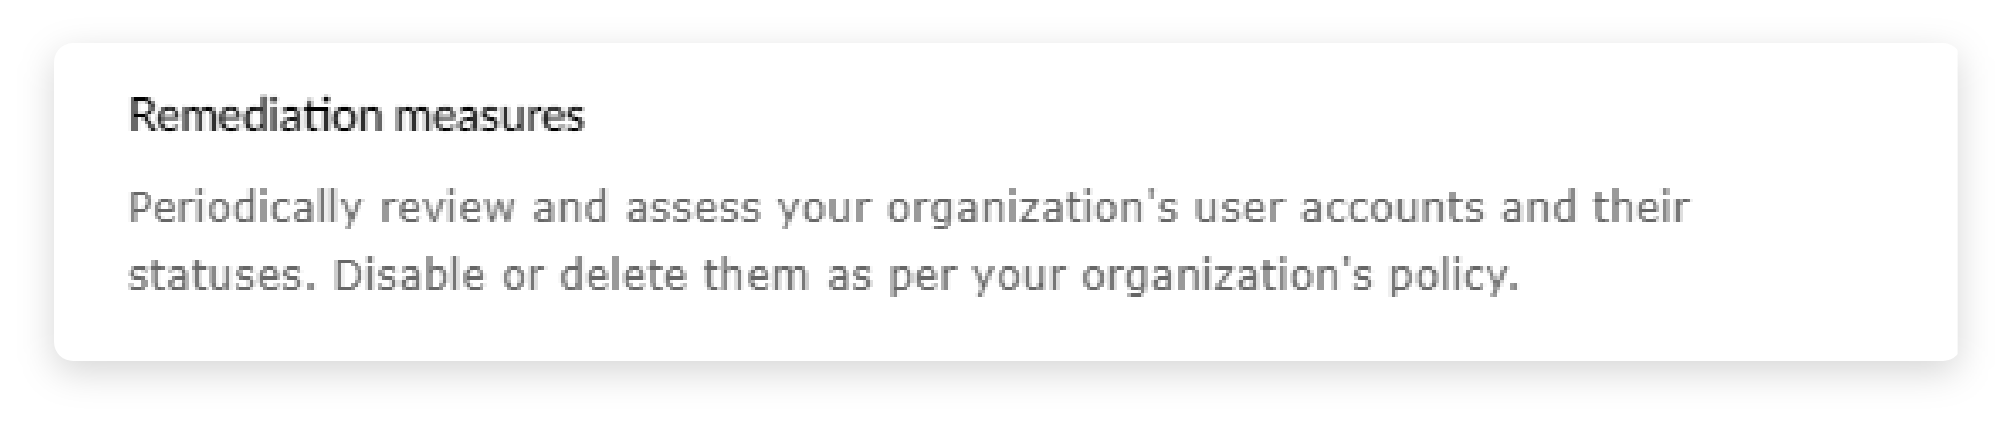 Remediation measures
Periodically review and assess your organization's user accounts and their
statuses. Disable or delete them as per your organization's policy.